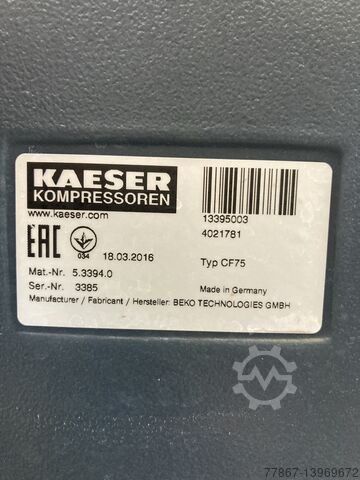 KAESER
KOMPRESSOREN
www.kaeser.com
13395003
4021781
EAC
034
18.03.2016
Typ CF75
Mat.-Nr. 5.3394.0
Ser.-Nr. 3385
Made in Germany
Manufacturer / Fabricant / Hersteller: BEKO TECHNOLOGIES GMBH
77867-13969672